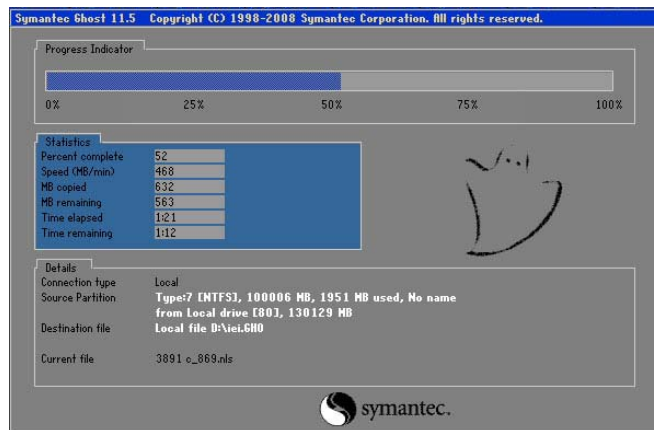 Symantec Ghost 11.5 Copyright (C) 1998-2008 Symantec Corporation. All rights reserved.
Progress Indicator
0% 25% 50% 75% 100%
Statistics
Percent complete 52
Speed (MB/min) 468
MB copied 632
MB remaining 563
Time elapsed 1:21
Time remaining 1:12
Details
Connection type Local
Source Partition Type:7 [NTFS], 100006 MB, 1951 MB used, No name
from Local drive [80], 130129 MB
Destination file Local file D:\iei.GHO
Current file 3891 c_869.nls
symantec.